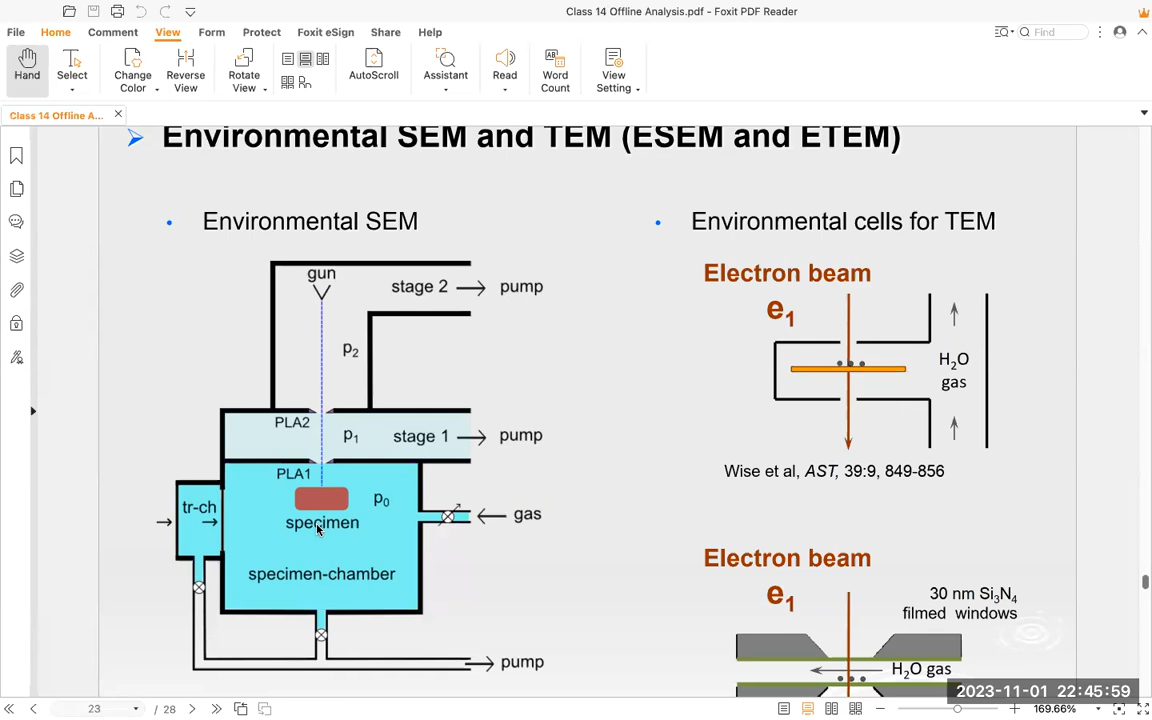 Class 14 Offline Analysis.pdf - Foxit PDF Reader
File Home Comment View Form Protect Foxit eSign Share Help
Find
Hand
Select
Change Color
Reverse View
Rotate View
AutoScroll
Assistant
Read
Word Count
View Setting
Class 14 Offline A...
Environmental SEM and TEM (ESEM and ETEM)
• Environmental SEM
gun
stage 2 pump
p2
PLA2 p1 stage 1 pump
PLA1
p0
tr-ch
specimen
gas
specimen-chamber
pump
• Environmental cells for TEM
Electron beam
e1
H2O
gas
Wise et al, AST, 39:9, 849-856
Electron beam
e1
30 nm Si3N4
filmed windows
H2O gas
2023-11-01 22:45:59
23 / 28
169.66%